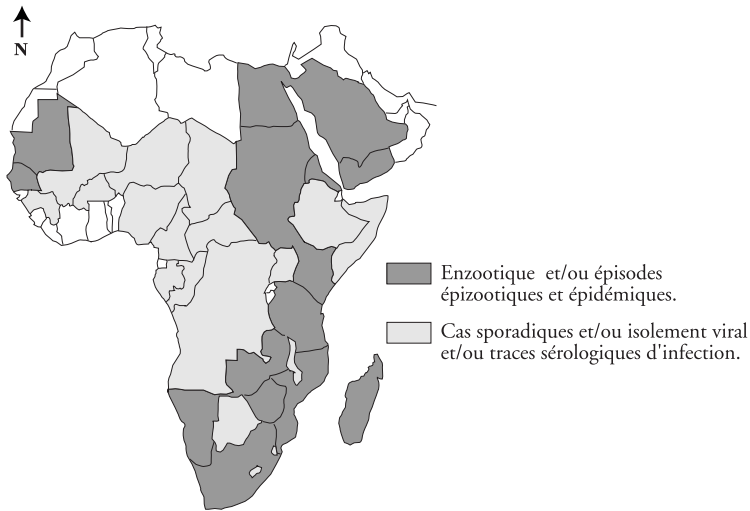 N
Enzootique et/ou épisodes
épizootiques et épidémiques.
Cas sporadiques et/ou isolement viral
et/ou traces sérologiques d'infection.